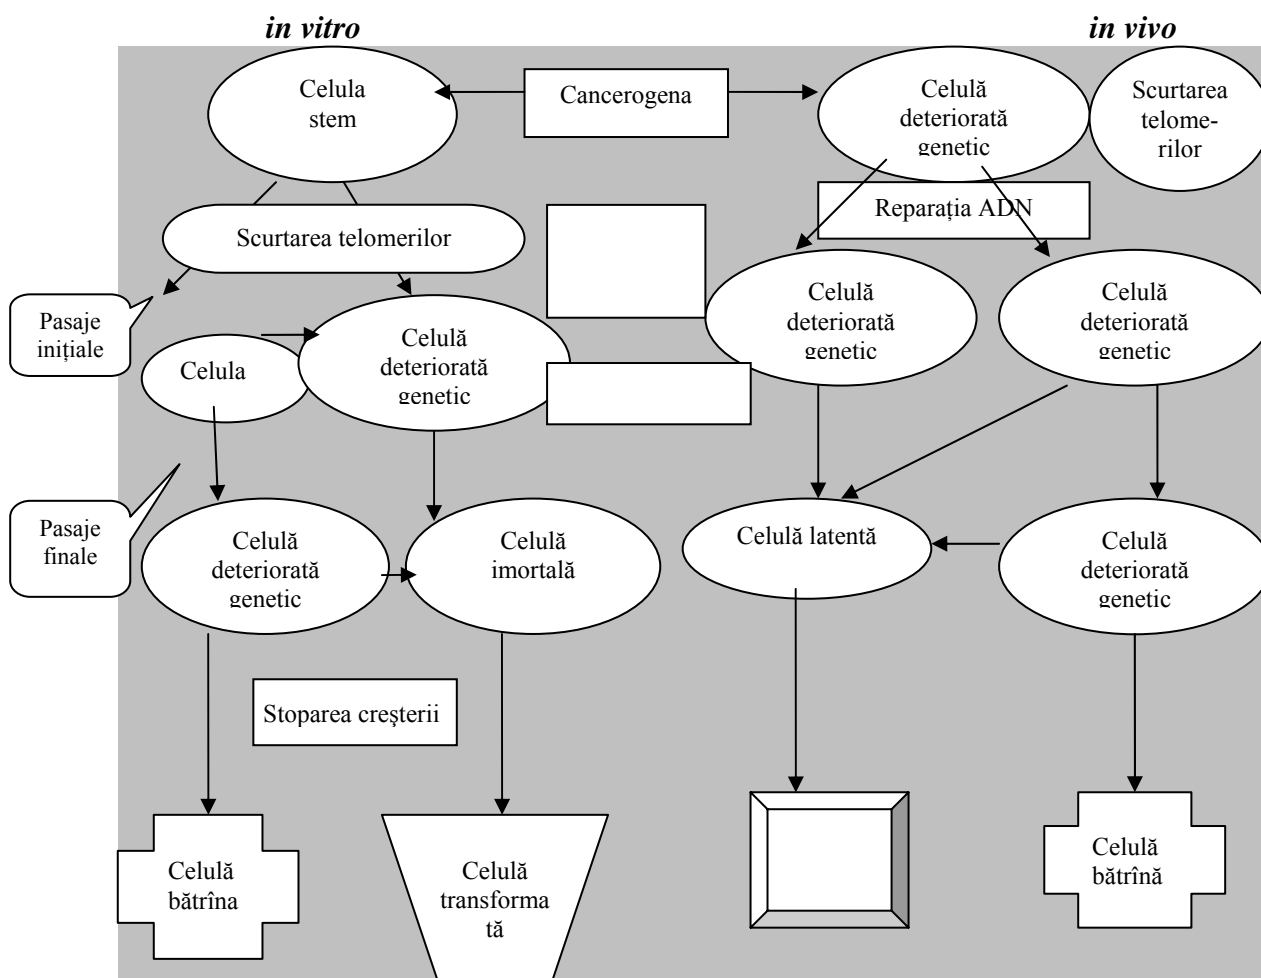 in vitro
in vivo
Celula
stem
Cancerogena
Celulă
deteriorată
genetic
Scurtarea
telome-
rilor
Reparația ADN
Scurtarea telomerilor
Pasaje
inițiale
Celula
Celulă
deteriorată
genetic
Celulă
deteriorată
genetic
Celulă
deteriorată
genetic
Pasaje
finale
Celulă
deteriorată
genetic
Celulă
imortală
Celulă latentă
Celulă
deteriorată
genetic
Stoparea creşterii
Celulă
bătrîna
Celulă
transforma
tă
Celulă
bătrînă